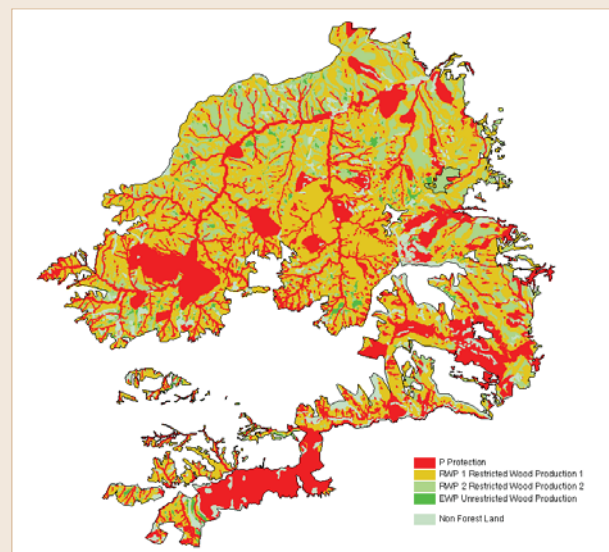 P Protection
RWP 1 Restricted Wood Production 1
RWP 2 Restricted Wood Production 2
EWP Unrestricted Wood Production
Non Forest Land